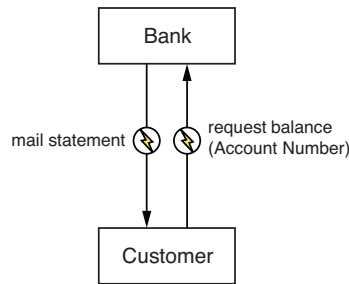 Bank
mail statement
request balance
(Account Number)
Customer